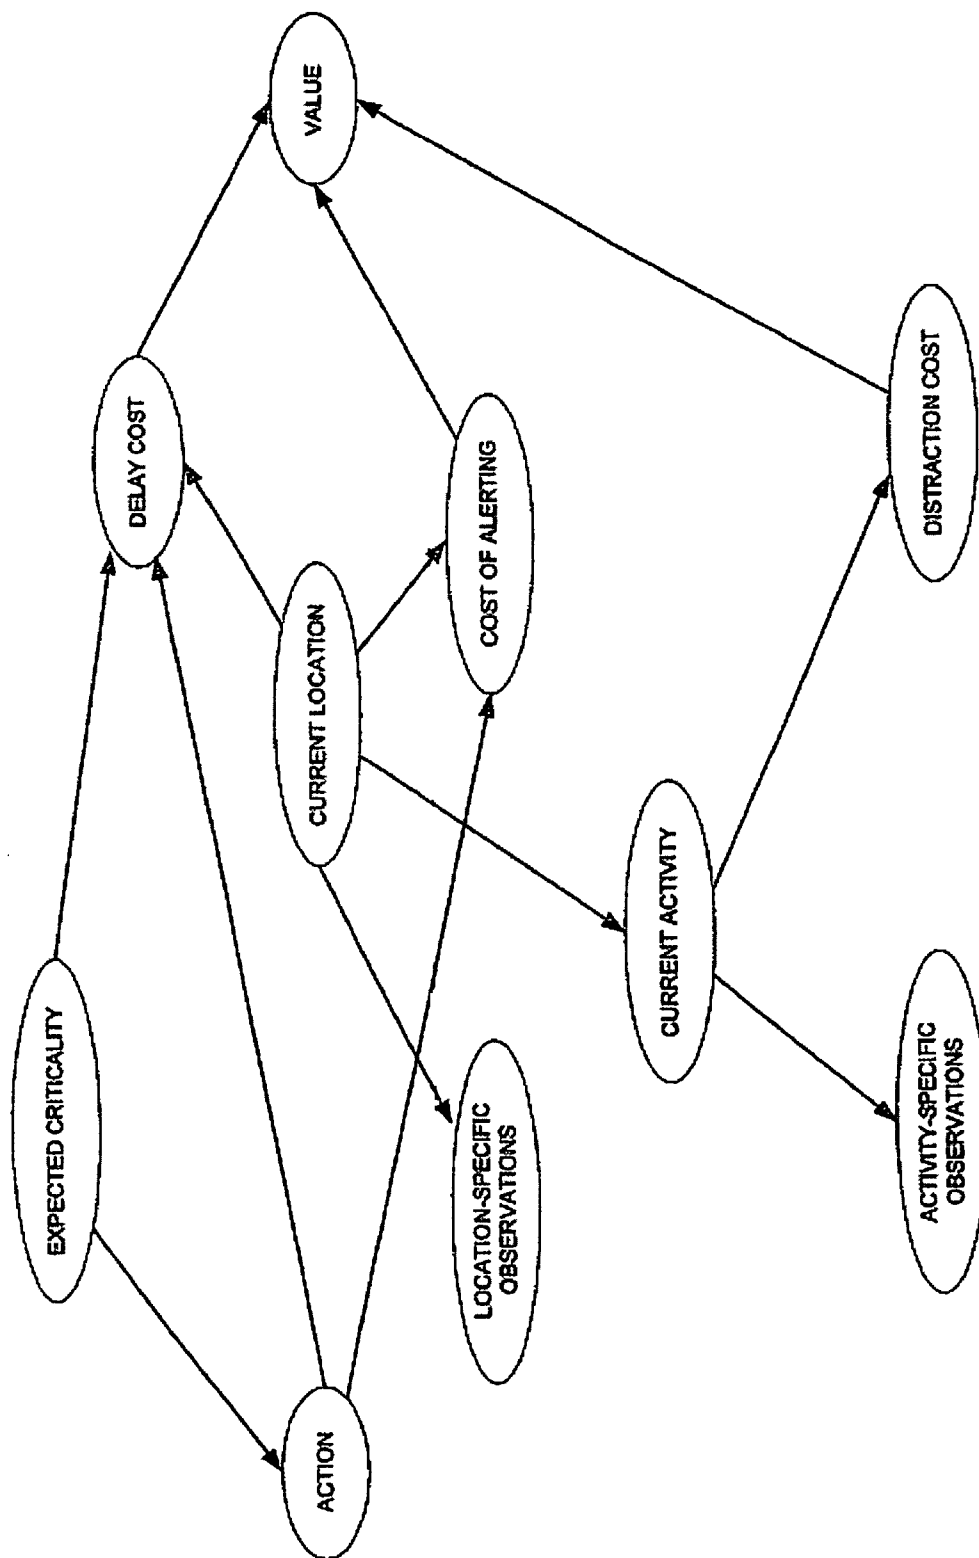 EXPECTED CRITICALITY
DELAY COST
ACTION
CURRENT LOCATION
VALUE
LOCATION-SPECIFIC
OBSERVATIONS
COST OF ALERTING
CURRENT ACTIVITY
ACTIVITY-SPECIFIC
OBSERVATIONS
DISTRACTION COST